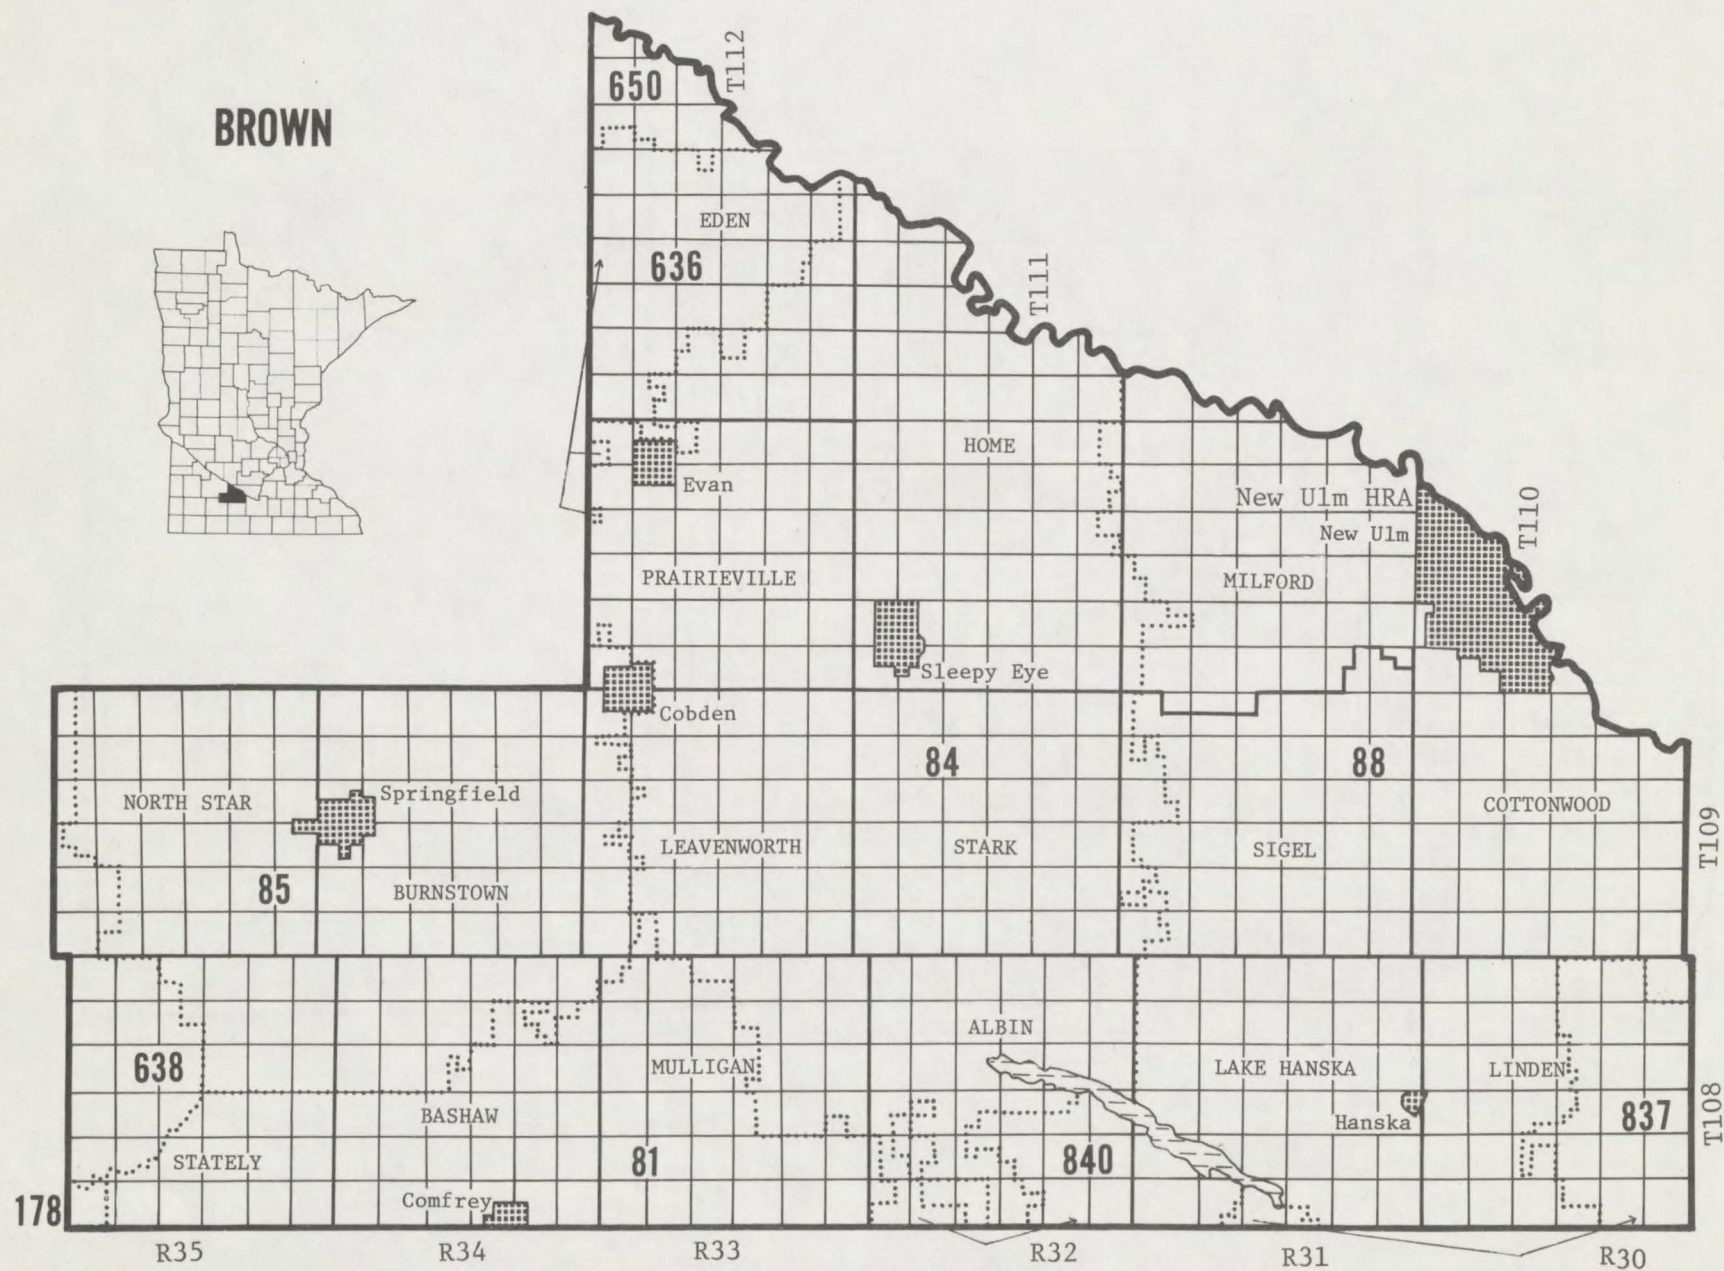 BROWN
T112
650
EDEN
636
T111
HOME
Evan
New Ulm HRA
New Ulm
T110
PRAIRIEVILLE
MILFORD
Sleepy Eye
Cobden
84
88
NORTH STAR
Springfield
COTTONWOOD
LEAVENWORTH
STARK
SIGEL
T109
85
BURNSTOWN
ALBIN
638
MULLIGAN
LAKE HANSKA
LINDEN
BASHAW
Hanska
837
T108
STATELY
81
840
Comfrey
178
R35
R34
R33
R32
R31
R30